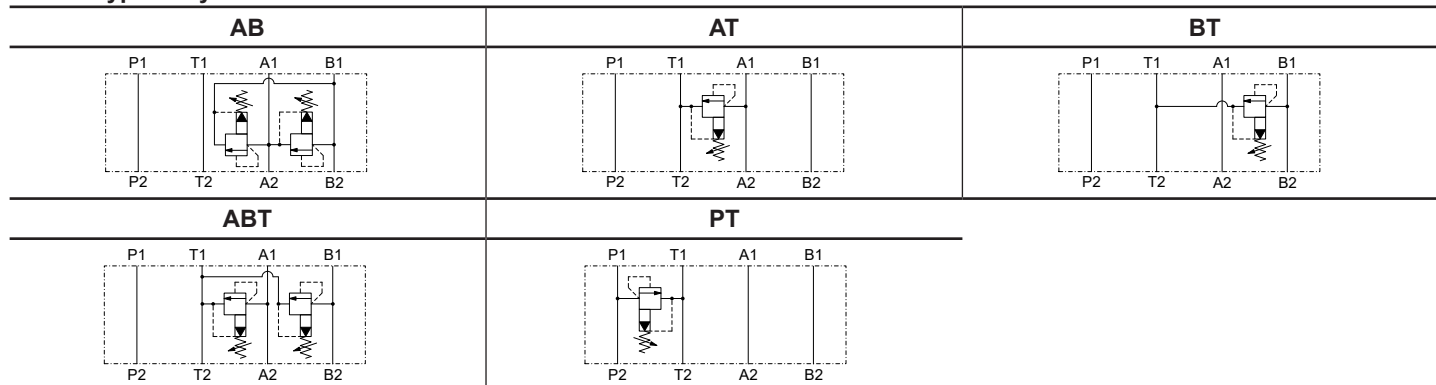 AB AT BT
P1 T1 A1 B1 P1 T1 A1 B1 P1 T1 A1 B1
P2 T2 A2 B2 P2 T2 A2 B2 P2 T2 A2 B2
ABT PT
P1 T1 A1 B1 P1 T1 A1 B1
P2 T2 A2 B2 P2 T2 A2 B2